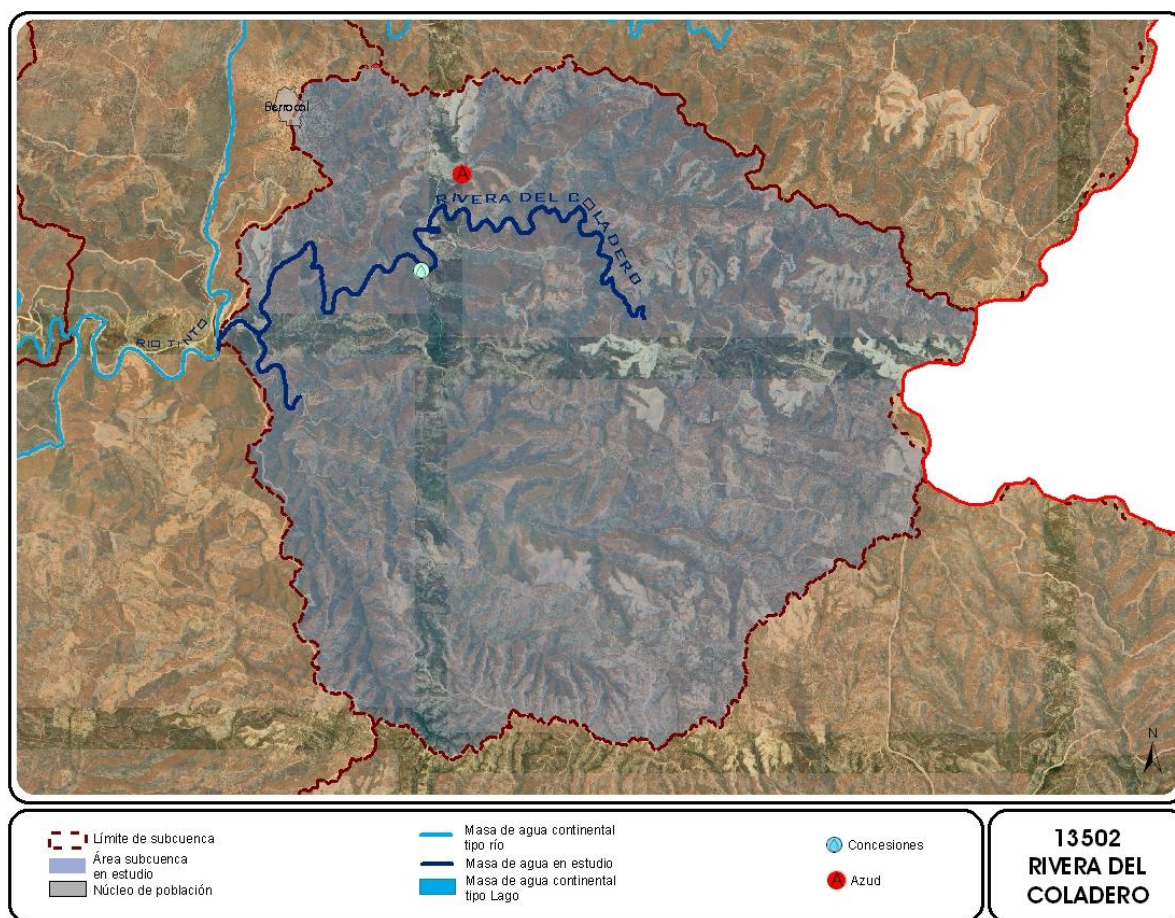 Berrocal
A
RIVERA DEL COLADERO
RIO TINTO
N
Límite de subcuenca
Área subcuenca
en estudio
Núcleo de población
Masa de agua continental
tipo río
Masa de agua en estudio
Masa de agua continental
tipo Lago
Concesiones
A Azud
13502
RIVERA DEL
COLADERO